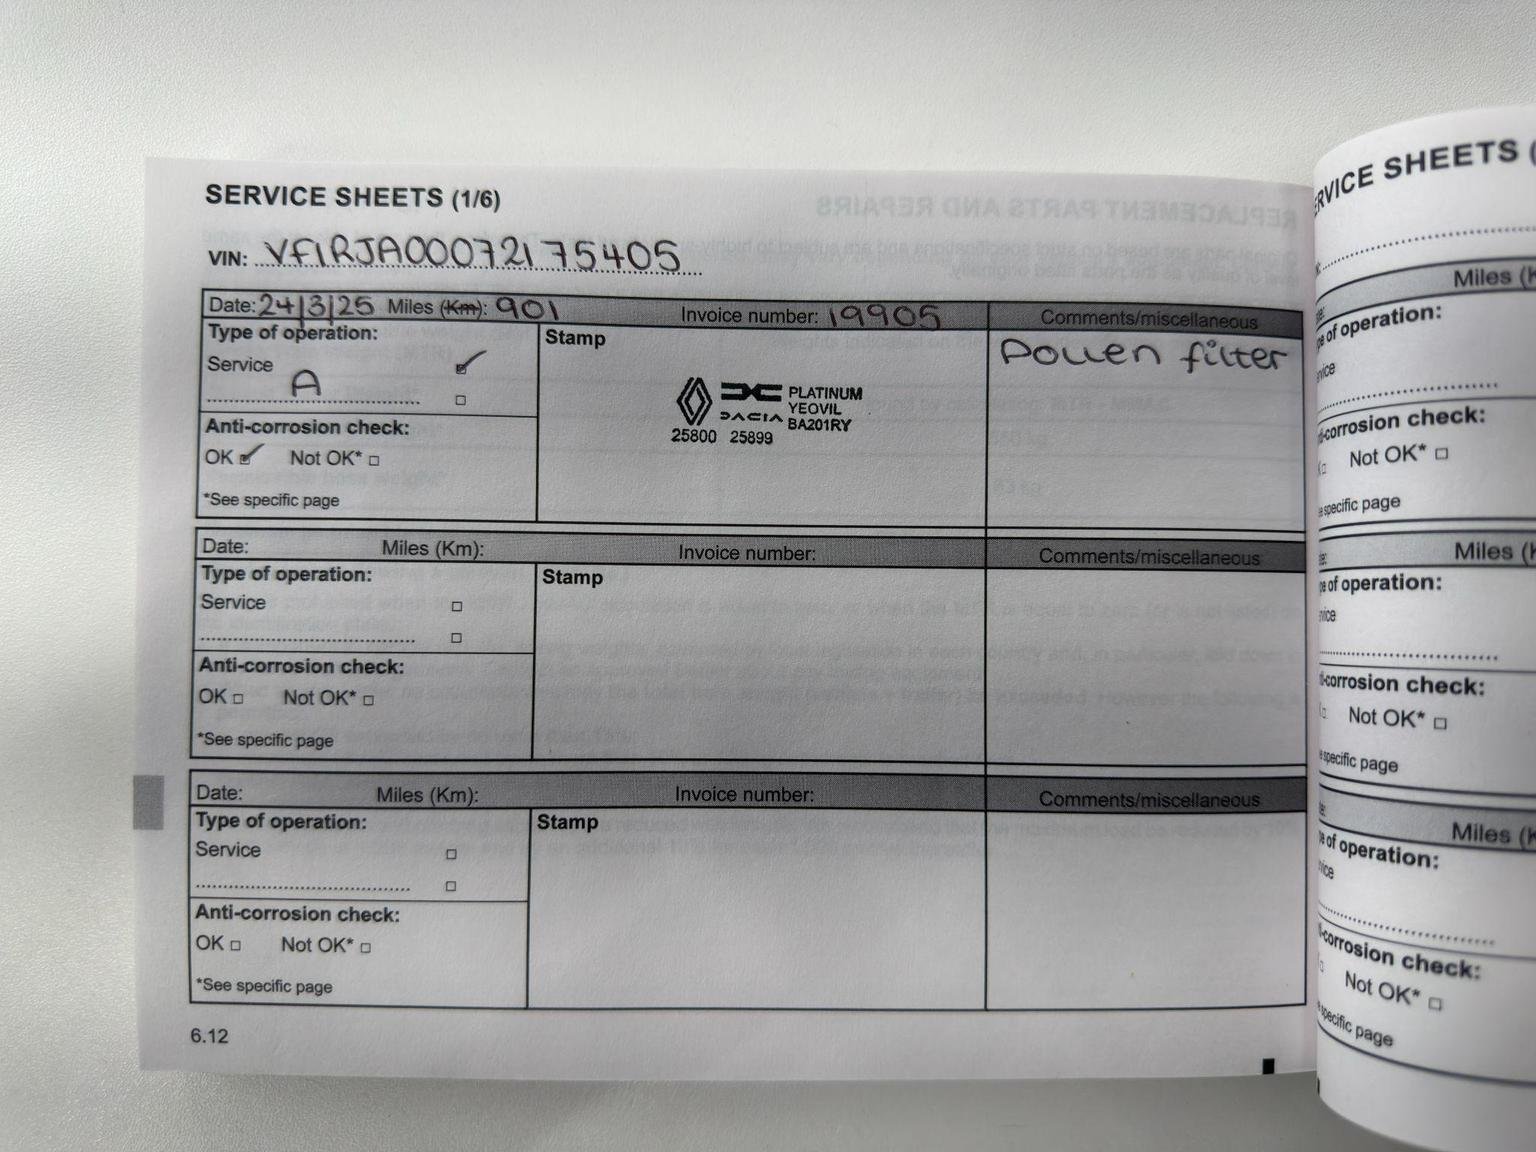 SERVICE SHEETS (1/6)
VIN: VF1RJA00072175405
Date: 24/3/25 Miles (Km): 901 Invoice number: 19905 Comments/miscellaneous
Type of operation:
Service
A
Stamp
Pollen filter
PLATINUM
YEOVIL
DACIA BA201RY
25800 25899
Anti-corrosion check:
OK Not OK*
*See specific page
Date: Miles (Km): Invoice number: Comments/miscellaneous
Type of operation:
Stamp
Service
Anti-corrosion check:
OK Not OK*
*See specific page
Date: Miles (Km): Invoice number: Comments/miscellaneous
Type of operation:
Stamp
Service
Anti-corrosion check:
OK Not OK*
*See specific page
6.12
SHEETS
Miles
of operation:
check:
Not OK*
specific page
Miles
of operation:
check:
Not OK*
specific page
Miles
of operation:
check:
Not OK*
specific page